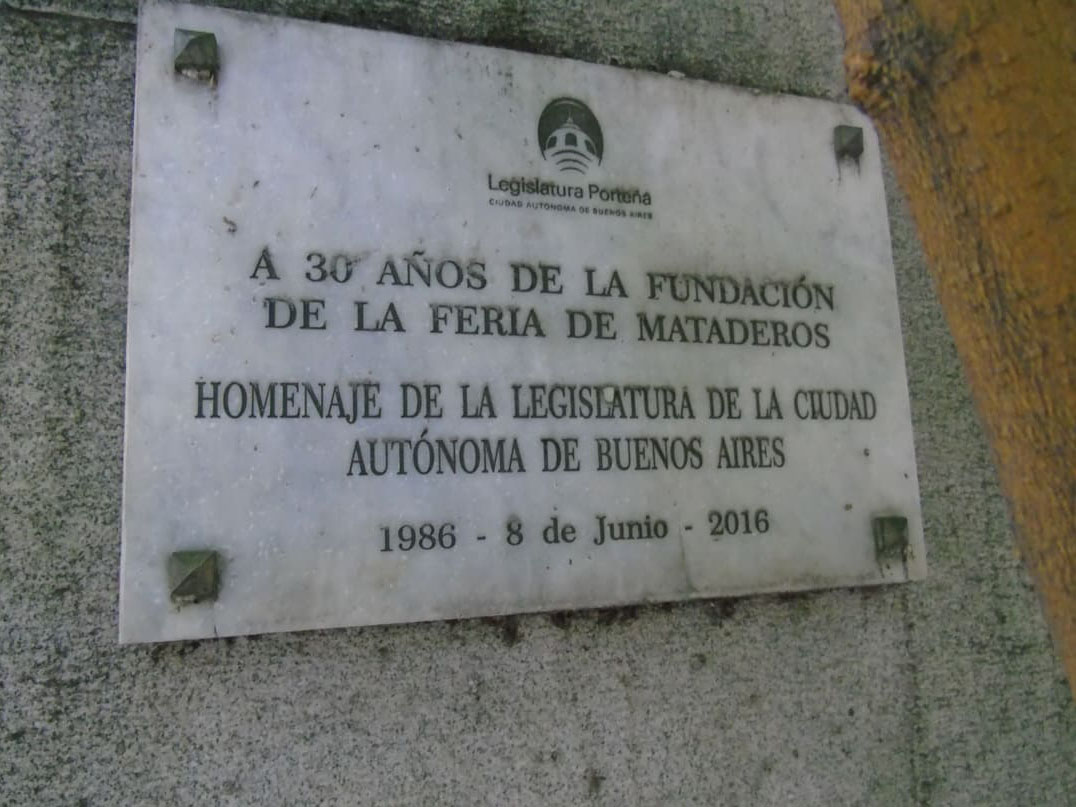 Legislatura Porteña
CIUDAD AUTÓNOMA DE BUENOS AIRES
A 30 AÑOS DE LA FUNDACIÓN
DE LA FERIA DE MATADEROS
HOMENAJE DE LA LEGISLATURA DE LA CIUDAD
AUTÓNOMA DE BUENOS AIRES
1986 - 8 de Junio - 2016